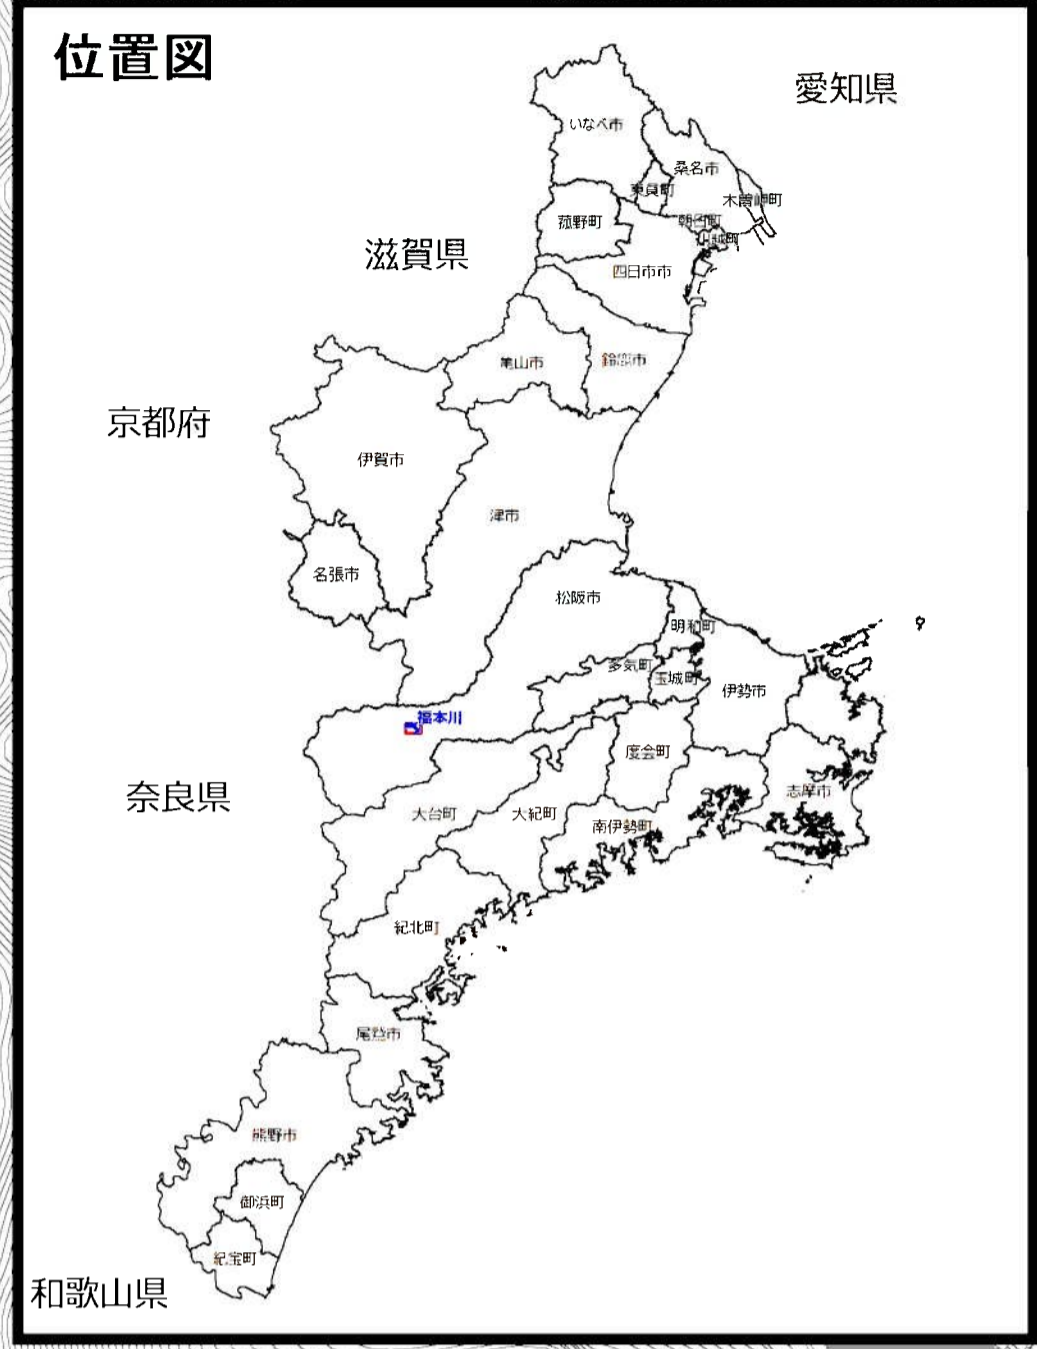 位置図
愛知県
いなべ市
桑名市
東員町
木曽岬町
菰野町
朝日町
川越町
滋賀県
四日市市
亀山市
鈴鹿市
京都府
伊賀市
津市
名張市
松阪市
明和町
多気町
玉城町
伊勢市
福本川
度会町
奈良県
志摩市
大台町
大紀町
南伊勢町
紀北町
尾鷲市
熊野市
御浜町
紀宝町
和歌山県